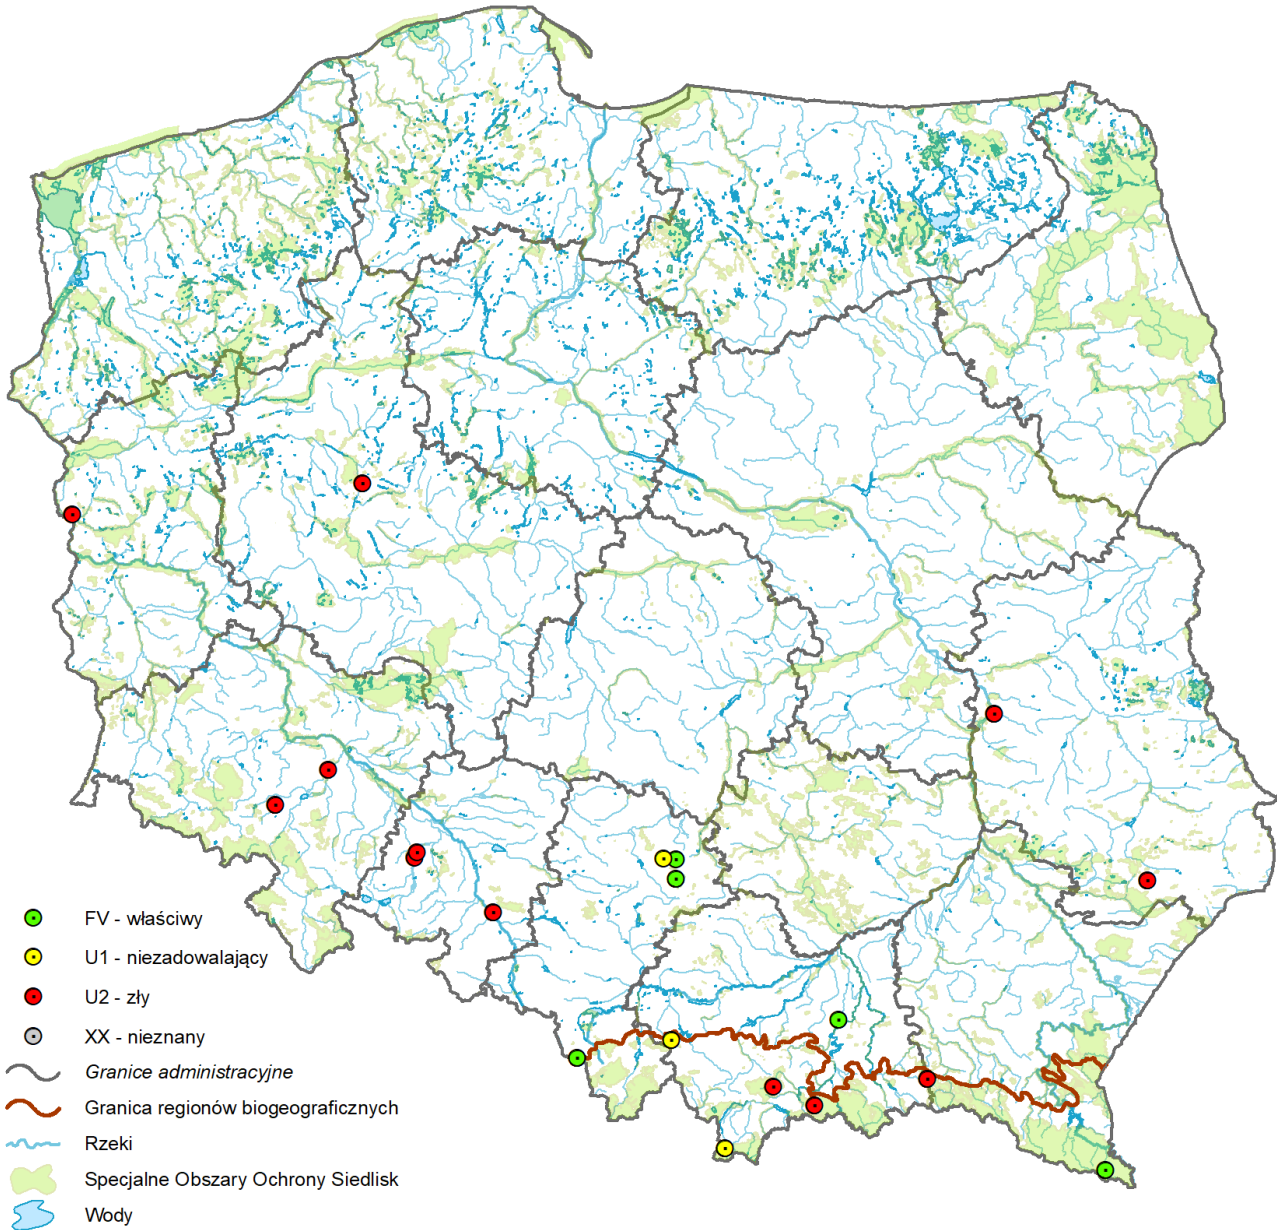 FV - właściwy
U1 - niezadowalający
U2 - zły
XX - nieznany
Granice administracyjne
Granica regionów biogeograficznych
Rzeki
Specjalne Obszary Ochrony Siedlisk
Wody